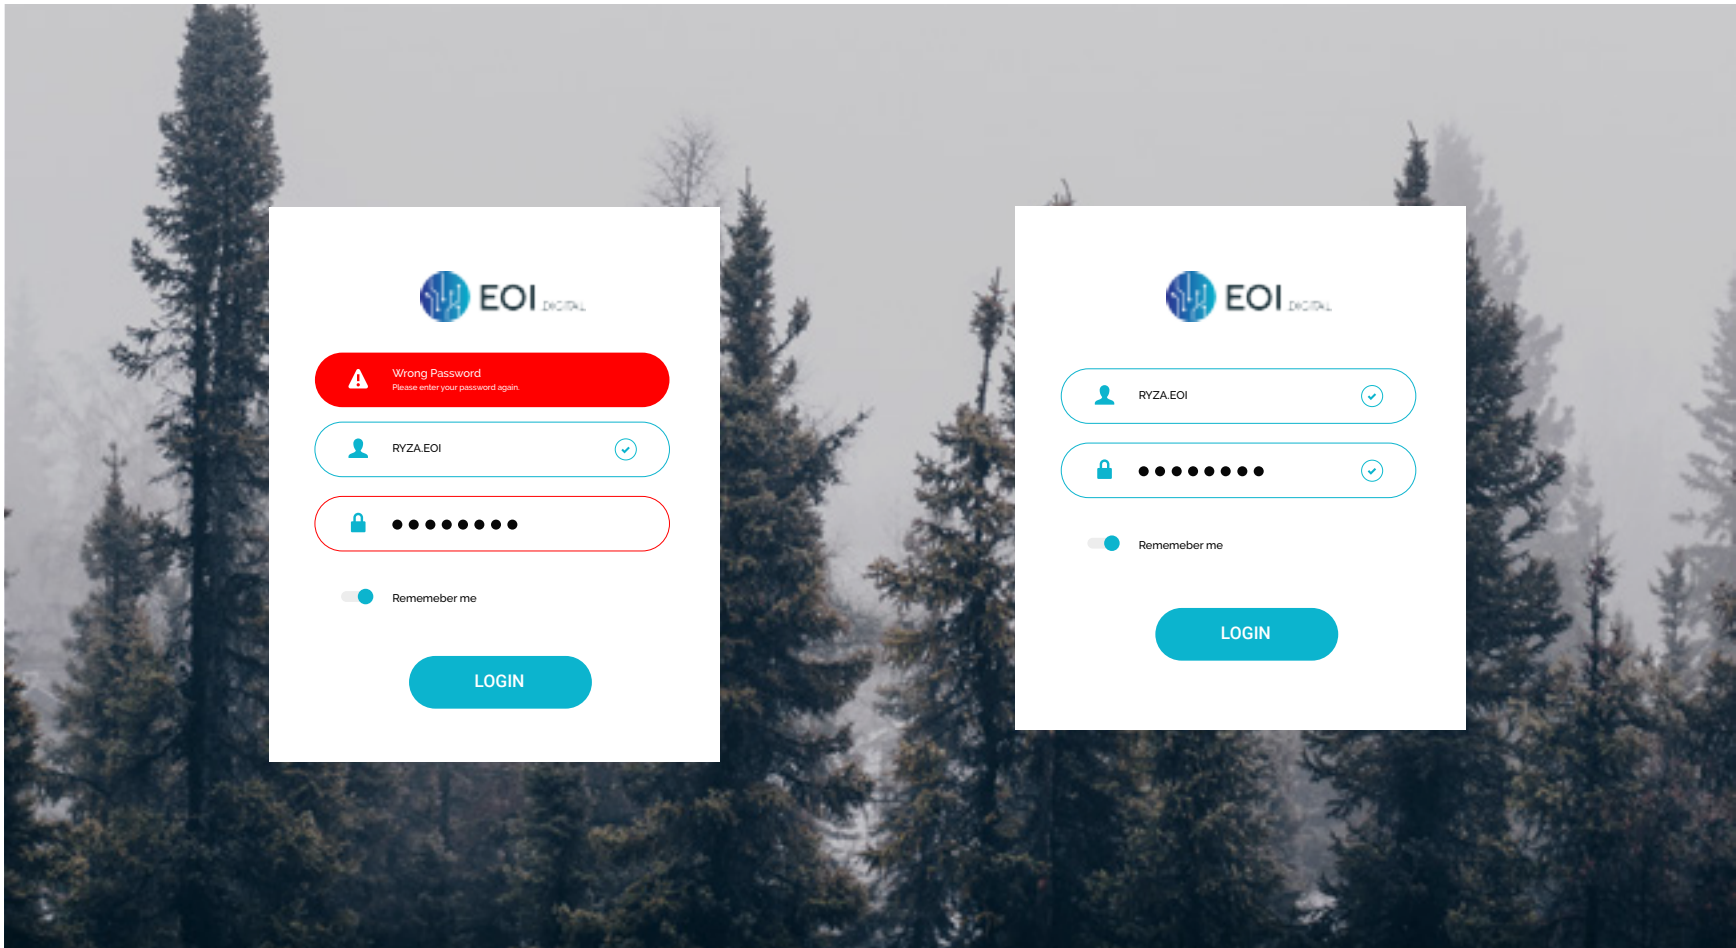 EOI DIGITAL
Wrong Password
Please enter your password again.
RYZA.EOI
Rememeber me
LOGIN
EOI DIGITAL
RYZA.EOI
Rememeber me
LOGIN